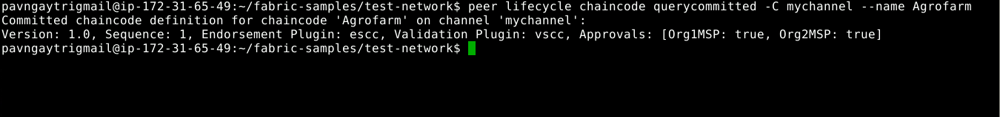 pavngaytrigmail@ip-172-31-65-49:~/fabric-samples/test-network$ peer lifecycle chaincode querycommitted -C mychannel --name Agrofarm
Committed chaincode definition for chaincode 'Agrofarm' on channel 'mychannel':
Version: 1.0, Sequence: 1, Endorsement Plugin: escc, Validation Plugin: vscc, Approvals: [Org1MSP: true, Org2MSP: true]
pavngaytrigmail@ip-172-31-65-49:~/fabric-samples/test-network$